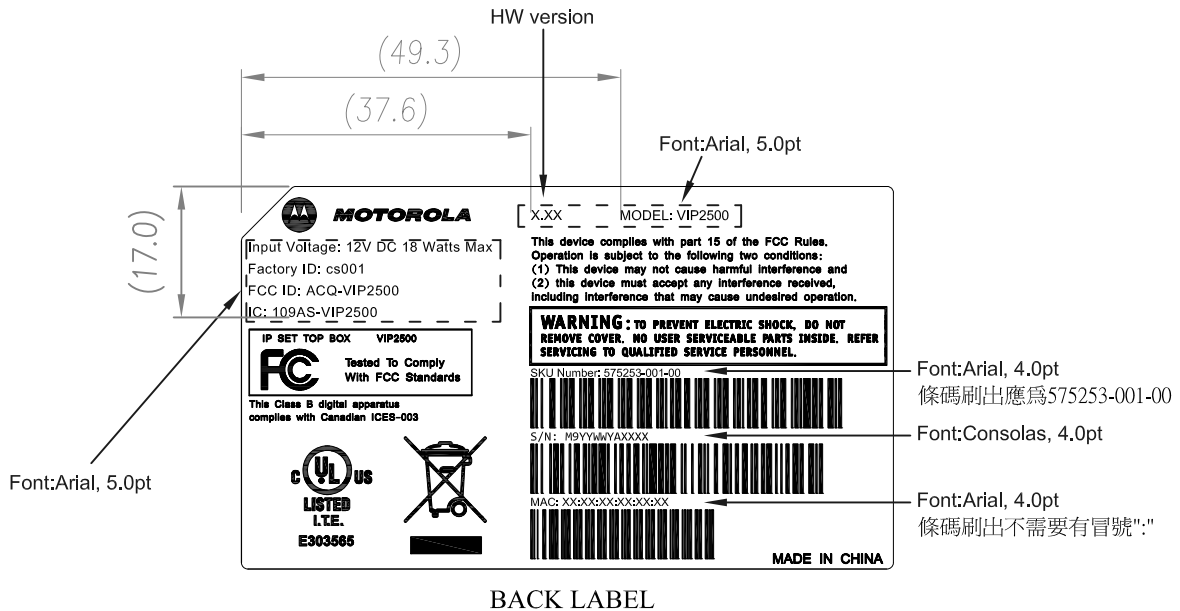 HW version
(49.3)
(37.6)
Font:Arial, 5.0pt
(17.0)
MOTOROLA
X.XX MODEL: VIP2500
Input Voltage: 12V DC 18 Watts Max
Factory ID: cs001
FCC ID: ACQ-VIP2500
IC: 109AS-VIP2500
This device complies with part 15 of the FCC Rules.
Operation is subject to the following two conditions:
(1) This device may not cause harmful interference and
(2) this device must accept any interference received,
including interference that may cause undesired operation.
WARNING: TO PREVENT ELECTRIC SHOCK, DO NOT
REMOVE COVER. NO USER SERVICEABLE PARTS INSIDE. REFER
SERVICING TO QUALIFIED SERVICE PERSONNEL.
IP SET TOP BOX VIP2500
FC
Tested To Comply
With FCC Standards
This Class B digital apparatus
complies with Canadian ICES-003
SKU Number: 575253-001-00
Font:Arial, 4.0pt
條碼刷出應爲575253-001-00
S/N: M9YYWWYAXXXX
Font:Consolas, 4.0pt
MAC: XX:XX:XX:XX:XX:XX
Font:Arial, 4.0pt
條碼刷出不需要有冒號":"
Font:Arial, 5.0pt
C UL US
LISTED
I.T.E.
E303565
MADE IN CHINA
BACK LABEL